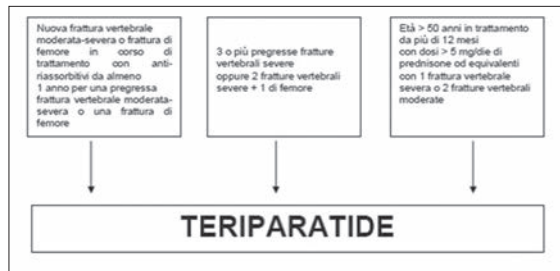 Nuova frattura vertebrale
moderata-severa o frattura di
femore in corso di
trattamento con anti-
riassorbitivi da almeno
1 anno per una pregressa
frattura vertebrale moderata-
severa o una frattura di
femore
3 o più pregresse fratture
vertebrali severe
oppure 2 fratture vertebrali
severe + 1 di femore
Età > 50 anni in trattamento
da più di 12 mesi
con dosi > 5 mg/die di
prednisone od equivalenti
con 1 frattura vertebrale
severa o 2 fratture vertebrali
moderate
TERIPARATIDE